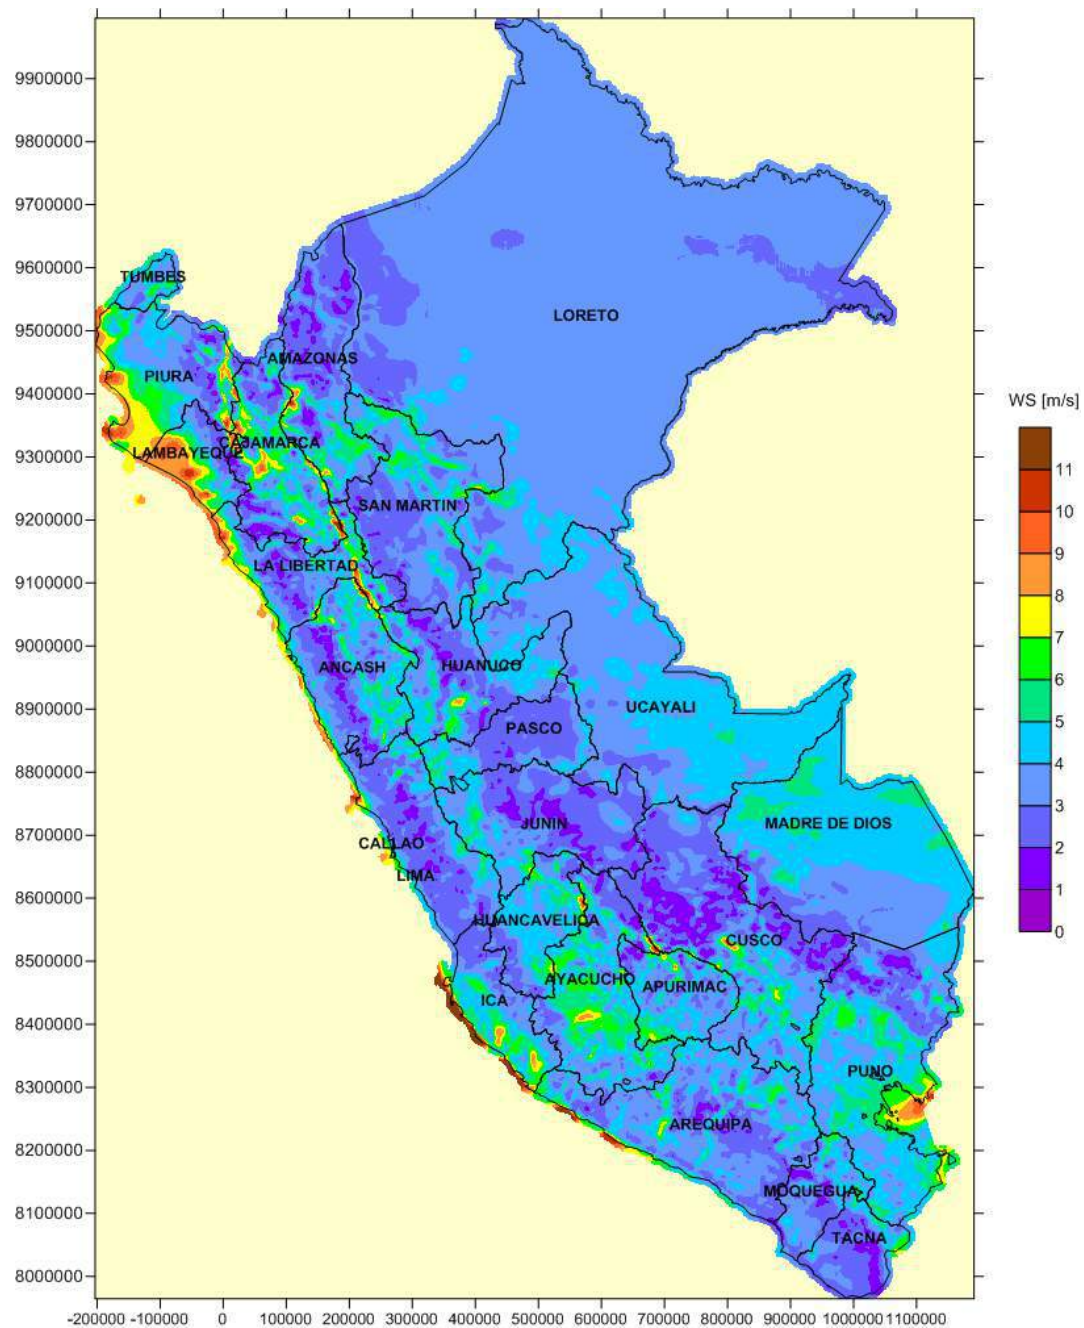 9900000
9800000
9700000
9600000
TUMBES
LORETO
9500000
AMAZONAS
PIURA
9400000
WS [m/s]
CAJAMARCA
LAMBAYEQUE
9300000
11
SAN MARTIN
10
9200000
9
LA LIBERTAD
8
9100000
7
9000000
ANCASH
HUANUCO
6
UCAYALI
8900000
PASCO
5
4
8800000
JUNIN
MADRE DE DIOS
3
8700000
CALLAO
LIMA
2
1
8600000
HUANCAVELICA
0
CUSCO
8500000
AYACUCHO
APURIMAC
ICA
8400000
PUNO
8300000
AREQUIPA
8200000
MOQUEGUA
8100000
TACNA
8000000
-200000 -100000 0 100000 200000 300000 400000 500000 600000 700000 800000 900000 1000000 1100000